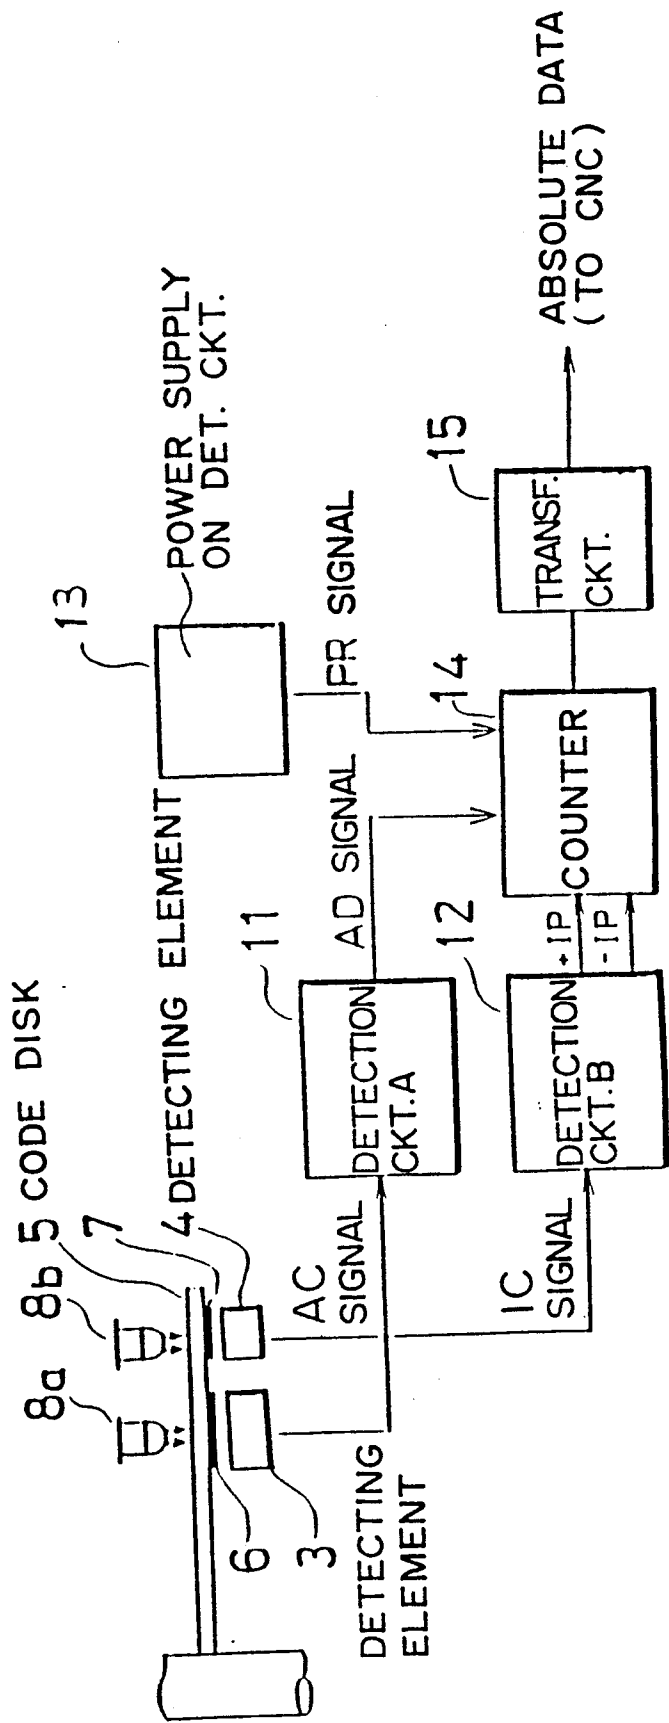 8a
8b
5 CODE DISK
7
4 DETECTING ELEMENT
6
3
DETECTING
ELEMENT
AC
SIGNAL
IC
SIGNAL
11
DETECTION
CKT. A
12
DETECTION
CKT. B
AD SIGNAL
+IP
-IP
13
POWER SUPPLY
ON DET. CKT.
PR SIGNAL
14
COUNTER
15
TRANSF.
CKT.
ABSOLUTE DATA
(TO CNC)